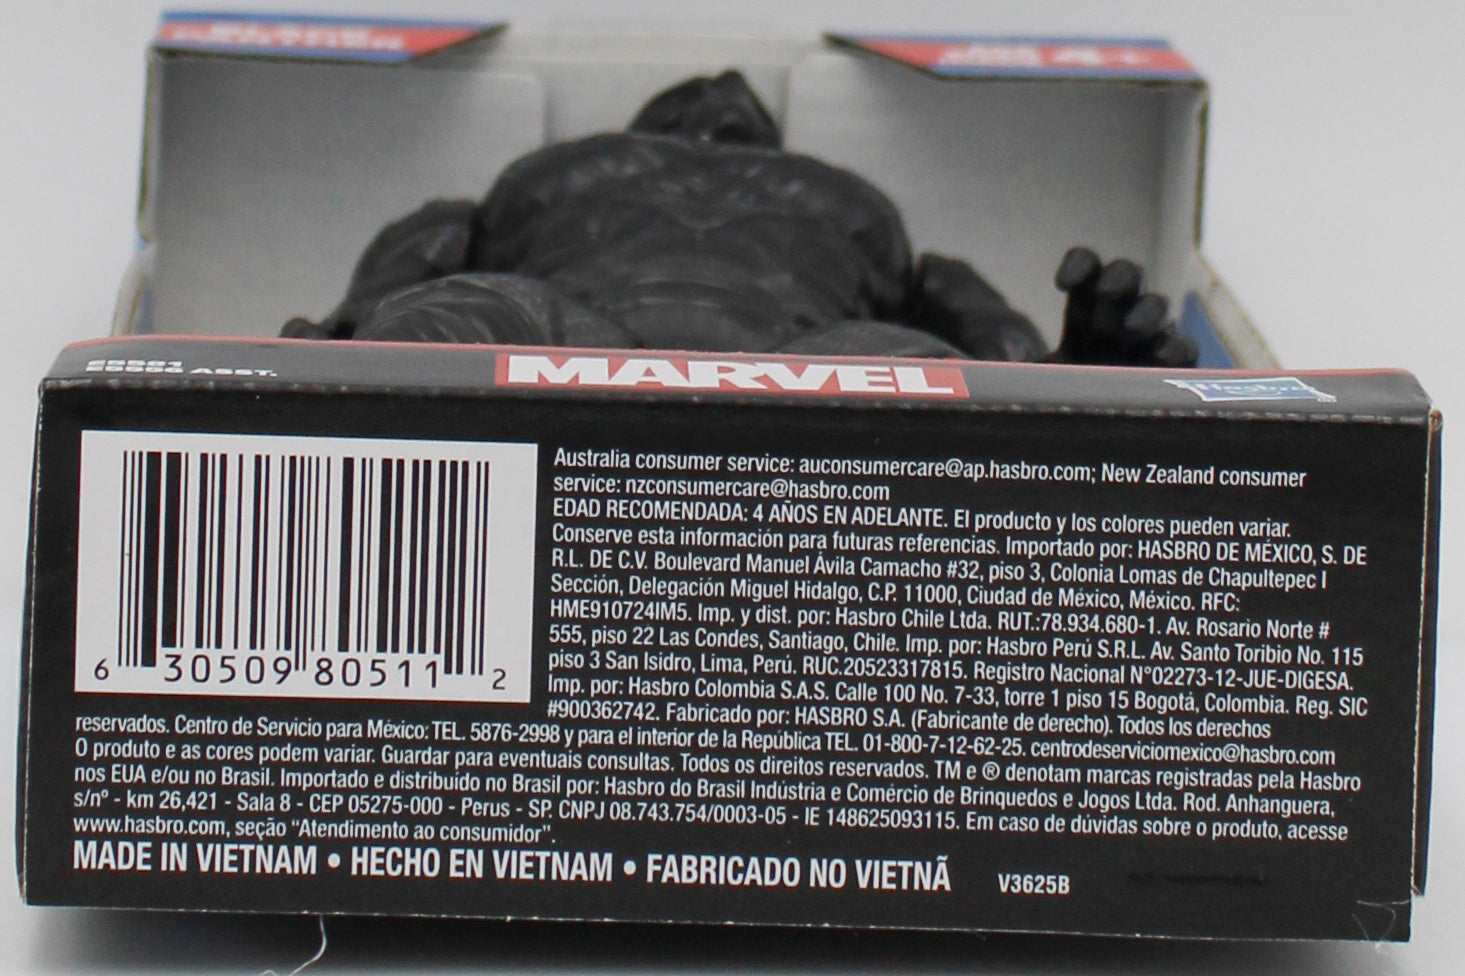 AGES
4+
E5581
E5556 ASST.
MARVEL
Hasbro
6 30509 80511 2
Australia consumer service: auconsumercare@ap.hasbro.com; New Zealand consumer
service: nzconsumercare@hasbro.com
EDAD RECOMENDADA: 4 AÑOS EN ADELANTE. El producto y los colores pueden variar.
Conserve esta información para futuras referencias. Importado por: HASBRO DE MÉXICO, S. DE
R.L. DE C.V. Boulevard Manuel Ávila Camacho #32, piso 3, Colonia Lomas de Chapultepec I
Sección, Delegación Miguel Hidalgo, C.P. 11000, Ciudad de México, México. RFC:
HME910724IM5. Imp. y dist. por: Hasbro Chile Ltda. RUT.:78.934.680-1. Av. Rosario Norte #
555, piso 22 Las Condes, Santiago, Chile. Imp. por: Hasbro Perú S.R.L. Av. Santo Toribio No. 115
piso 3 San Isidro, Lima, Perú. RUC.20523317815. Registro Nacional N°02273-12-JUE-DIGESA.
Imp. por: Hasbro Colombia S.A.S. Calle 100 No. 7-33, torre 1 piso 15 Bogotá, Colombia. Reg. SIC
#900362742. Fabricado por: HASBRO S.A. (Fabricante de derecho). Todos los derechos
reservados. Centro de Servicio para México: TEL. 5876-2998 y para el interior de la República TEL. 01-800-7-12-62-25. centrodeserviciomexico@hasbro.com
O produto e as cores podem variar. Guardar para eventuais consultas. Todos os direitos reservados. TM e ® denotam marcas registradas pela Hasbro
nos EUA e/ou no Brasil. Importado e distribuído no Brasil por: Hasbro do Brasil Indústria e Comércio de Brinquedos e Jogos Ltda. Rod. Anhanguera,
s/nº - km 26,421 - Sala 8 - CEP 05275-000 - Perus - SP. CNPJ 08.743.754/0003-05 - IE 148625093115. Em caso de dúvidas sobre o produto, acesse
www.hasbro.com, seção "Atendimento ao consumidor".
MADE IN VIETNAM • HECHO EN VIETNAM • FABRICADO NO VIETNÃ V3625B